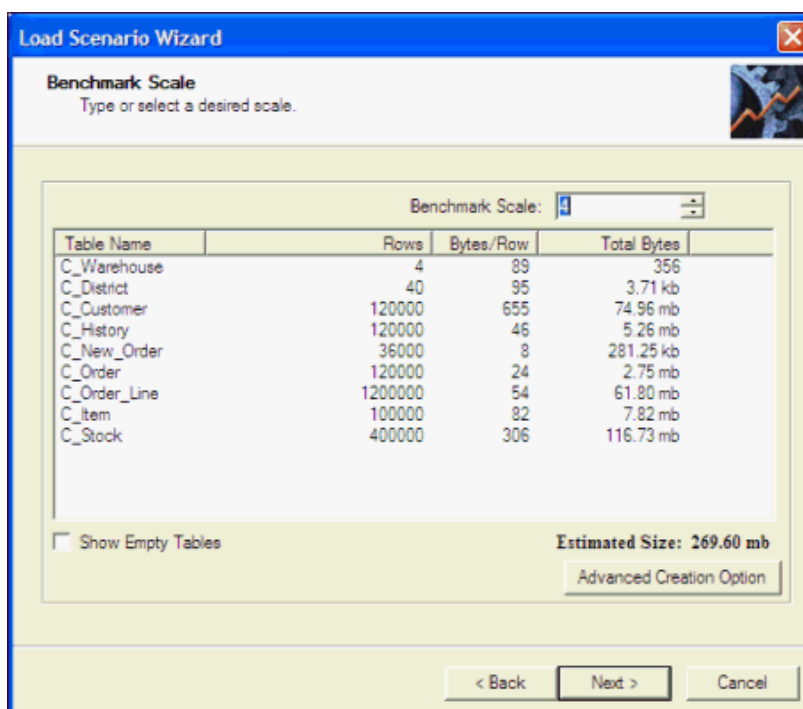 Load Scenario Wizard
Benchmark Scale
Type or select a desired scale.
Benchmark Scale: 4
Table Name Rows Bytes/Row Total Bytes
C_Warehouse 4 89 356
C_District 40 95 3.71 kb
C_Customer 120000 655 74.96 mb
C_History 120000 46 5.26 mb
C_New_Order 36000 8 281.25 kb
C_Order 120000 24 2.75 mb
C_Order_Line 1200000 54 61.80 mb
C_Item 100000 82 7.82 mb
C_Stock 400000 306 116.73 mb
Show Empty Tables Estimated Size: 269.60 mb
Advanced Creation Option
< Back Next > Cancel